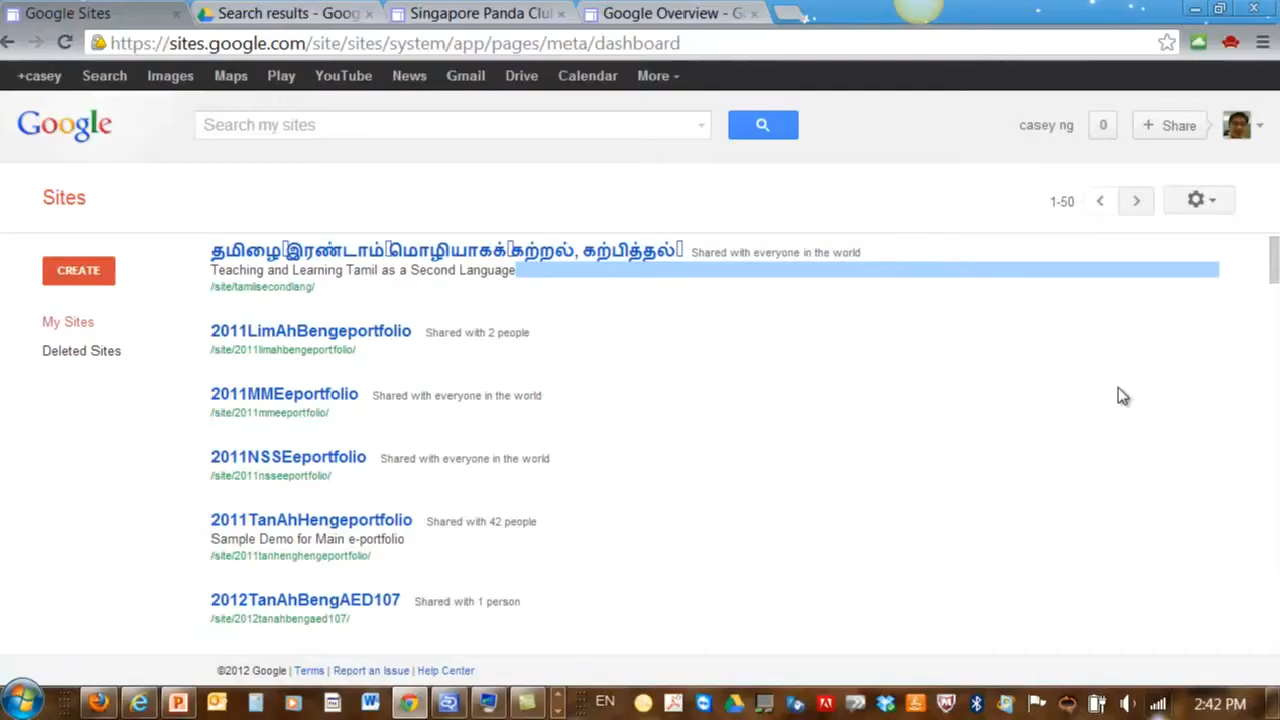 Google Sites
Search results - Goog
Singapore Panda Clu
Google Overview - G
https://sites.google.com/site/sites/system/app/pages/meta/dashboard
+casey Search Images Maps Play YouTube News Gmail Drive Calendar More
Google
Search my sites
casey ng 0 + Share
Sites
1-50
CREATE
My Sites
Deleted Sites
தமிழை இரண்டாம் மொழியாகக் கற்றல், கற்பித்தல் Shared with everyone in the world
Teaching and Learning Tamil as a Second Language
/site/tamilsecondlang/
2011LimAhBengeportfolio Shared with 2 people
/site/2011limahbengeportfolio/
2011MMEeportfolio Shared with everyone in the world
/site/2011mmeeportfolio/
2011NSSEeportfolio Shared with everyone in the world
/site/2011nsseeportfolio/
2011TanAhHengeportfolio Shared with 42 people
Sample Demo for Main e-portfolio
/site/2011tanhenghengeportfolio/
2012TanAhBengAED107 Shared with 1 person
/site/2012tanahbengaed107/
©2012 Google | Terms | Report an Issue | Help Center
EN
2:42 PM